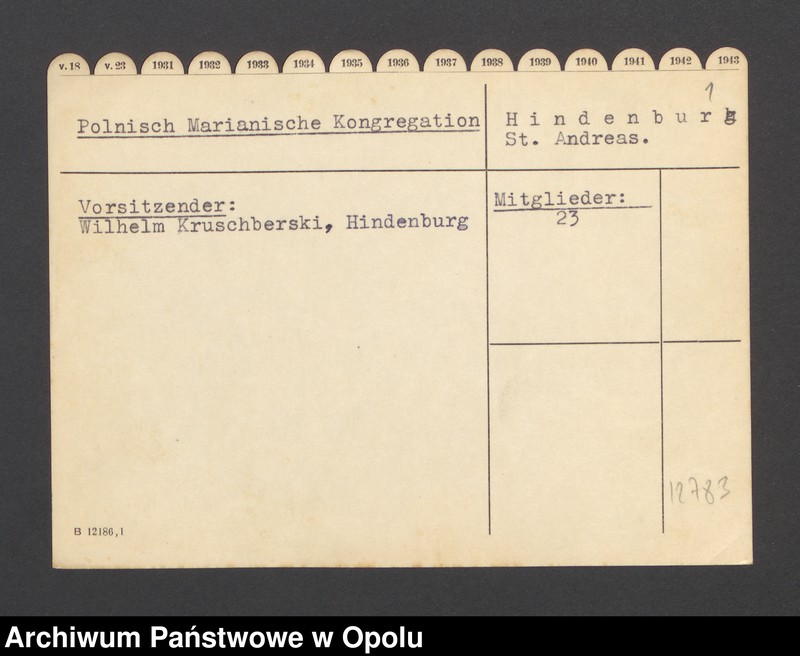 v.18 v.23 1931 1932 1933 1934 1935 1936 1937 1938 1939 1940 1941 1942 1943
1
Polnisch Marianische Kongregation
Hindenburg
St. Andreas.
Vorsitzender:
Wilhelm Kruschberski, Hindenburg
Mitglieder:
23
12783
B 12186,1
Archiwum Państwowe w Opolu